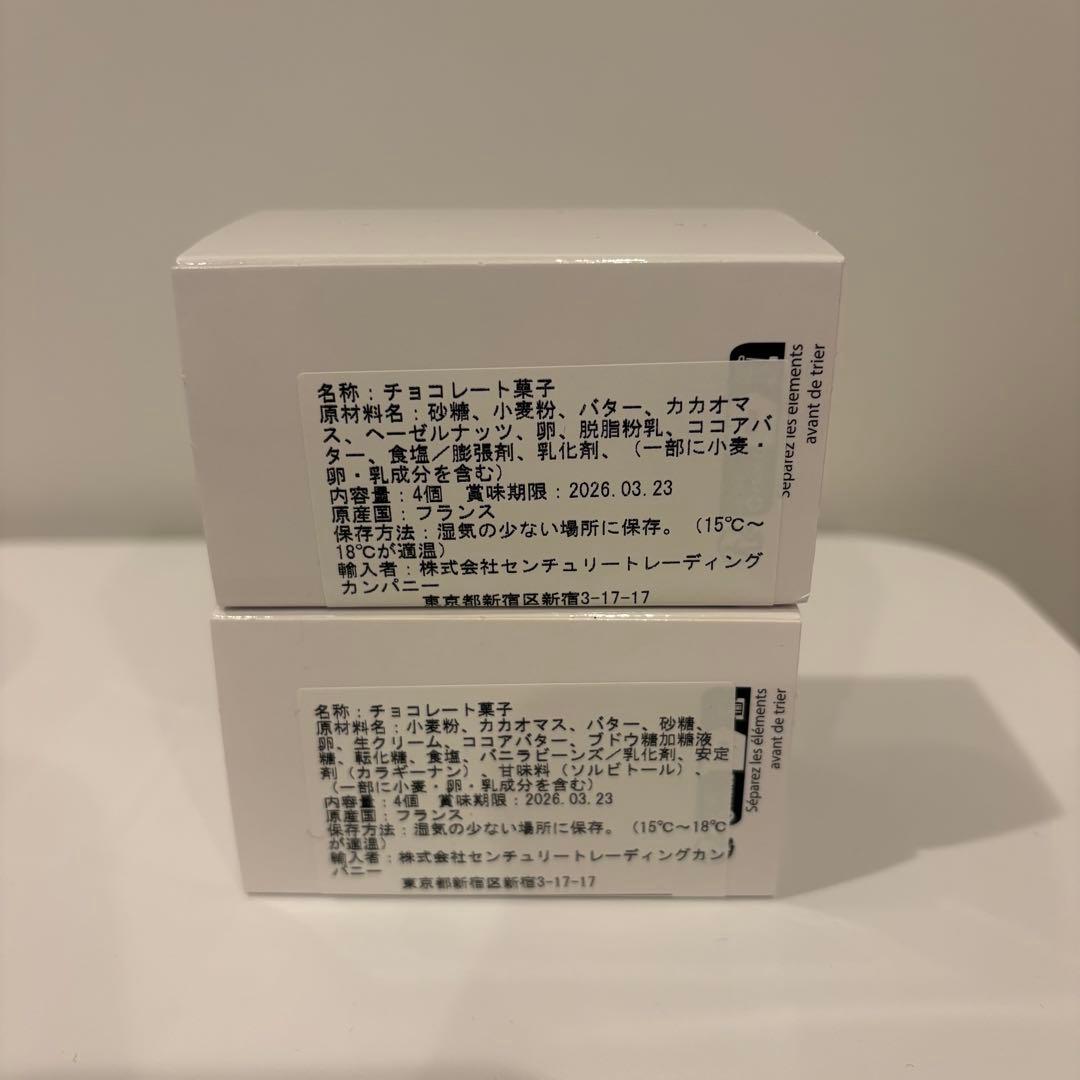 名称：チョコレート菓子
原材料名：砂糖、小麦粉、バター、カカオマ
ス、ヘーゼルナッツ、卵、脱脂粉乳、ココアバ
ター、食塩／膨張剤、乳化剤、（一部に小麦・
卵・乳成分を含む）
内容量：4個　賞味期限：2026.03.23
原産国：フランス
保存方法：湿気の少ない場所に保存。（15℃～
18℃が適温）
輸入者：株式会社センチュリートレーディング
カンパニー
東京都新宿区新宿3-17-17
Séparez les éléments
avant de trier
名称：チョコレート菓子
原材料名：小麦粉、カカオマス、バター、砂糖、
卵、生クリーム、ココアバター、ブドウ糖加糖液
糖、転化糖、食塩、バニラビーンズ／乳化剤、安定
剤（カラギーナン）、甘味料（ソルビトール）、
（一部に小麦・卵・乳成分を含む）
内容量：4個　賞味期限：2026.03.23
原産国：フランス
保存方法：湿気の少ない場所に保存。（15℃～18℃
が適温）
輸入者：株式会社センチュリートレーディングカン
パニー
東京都新宿区新宿3-17-17
Séparez les éléments
avant de trier